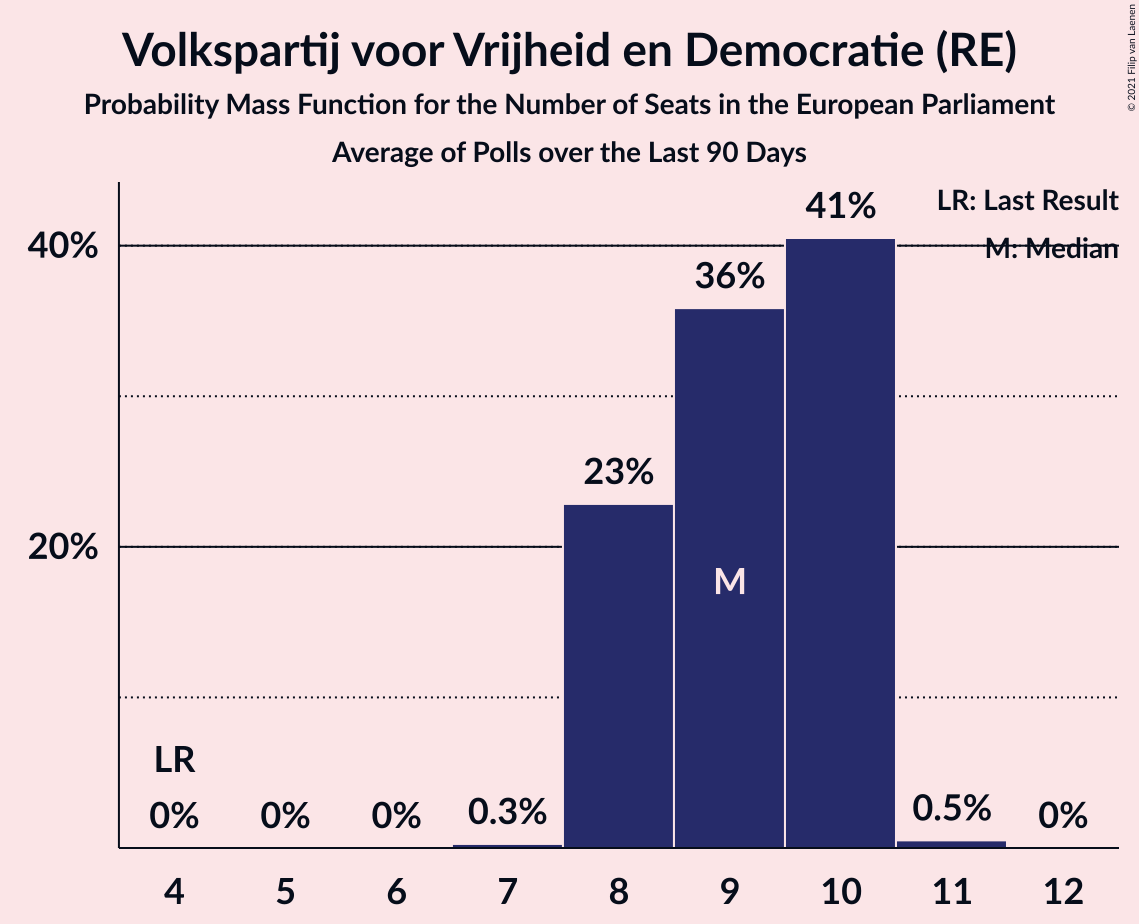 Volkspartij voor Vrijheid en Democratie (RE)
Probability Mass Function for the Number of Seats in the European Parliament
Average of Polls over the Last 90 Days
© 2021 Filip van Laenen
LR: Last Result
M: Median
40%
20%
LR
0%
0%
0%
0.3%
23%
36%
M
41%
0.5%
0%
4 5 6 7 8 9 10 11 12